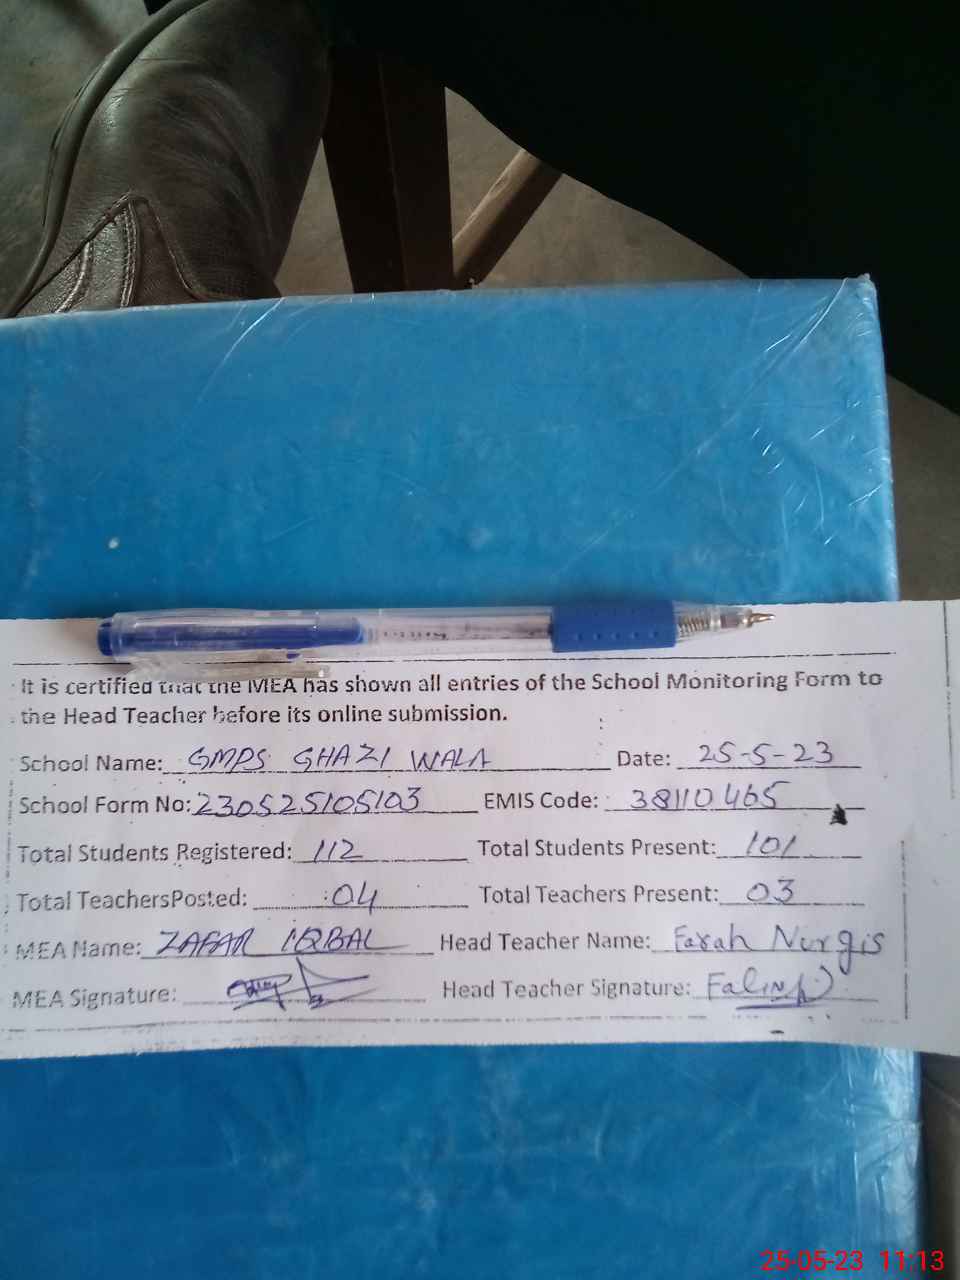 It is certified that the MEA has shown all entries of the School Monitoring Form to
the Head Teacher before its online submission.
School Name: GMPS GHAZI WALA Date: 25-5-23
School Form No: 230525105103 EMIS Code: 38110465
Total Students Registered: 112 Total Students Present: 101
Total TeachersPosted: 04 Total Teachers Present: 03
MEA Name: ZAFAR IQBAL Head Teacher Name: Farah Nurgis
MEA Signature: Head Teacher Signature:
25-05-23 11:13